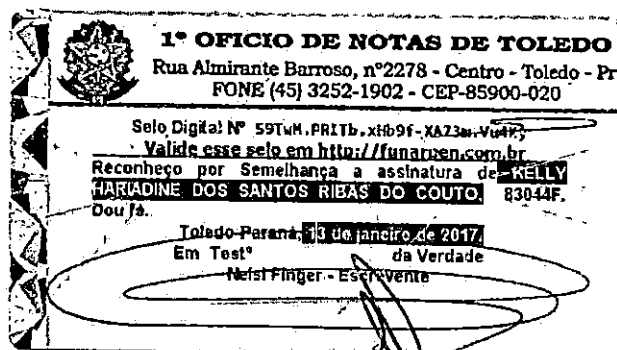 1º OFICIO DE NOTAS DE TOLEDO
Rua Almirante Barroso, nº2278 - Centro - Toledo - Pr
FONE (45) 3252-1902 - CEP-85900-020
Selo Digital Nº
Valide esse selo em http://funarpen.com.br
Reconheço por Semelhança a assinatura de KELLY
HARIADINE DOS SANTOS RIBAS DO COUTO. 83044F.
Dou fé.
Toledo-Paraná, 13 de janeiro de 2017.
Em Testº da Verdade
Neisi Finger - Escrevente